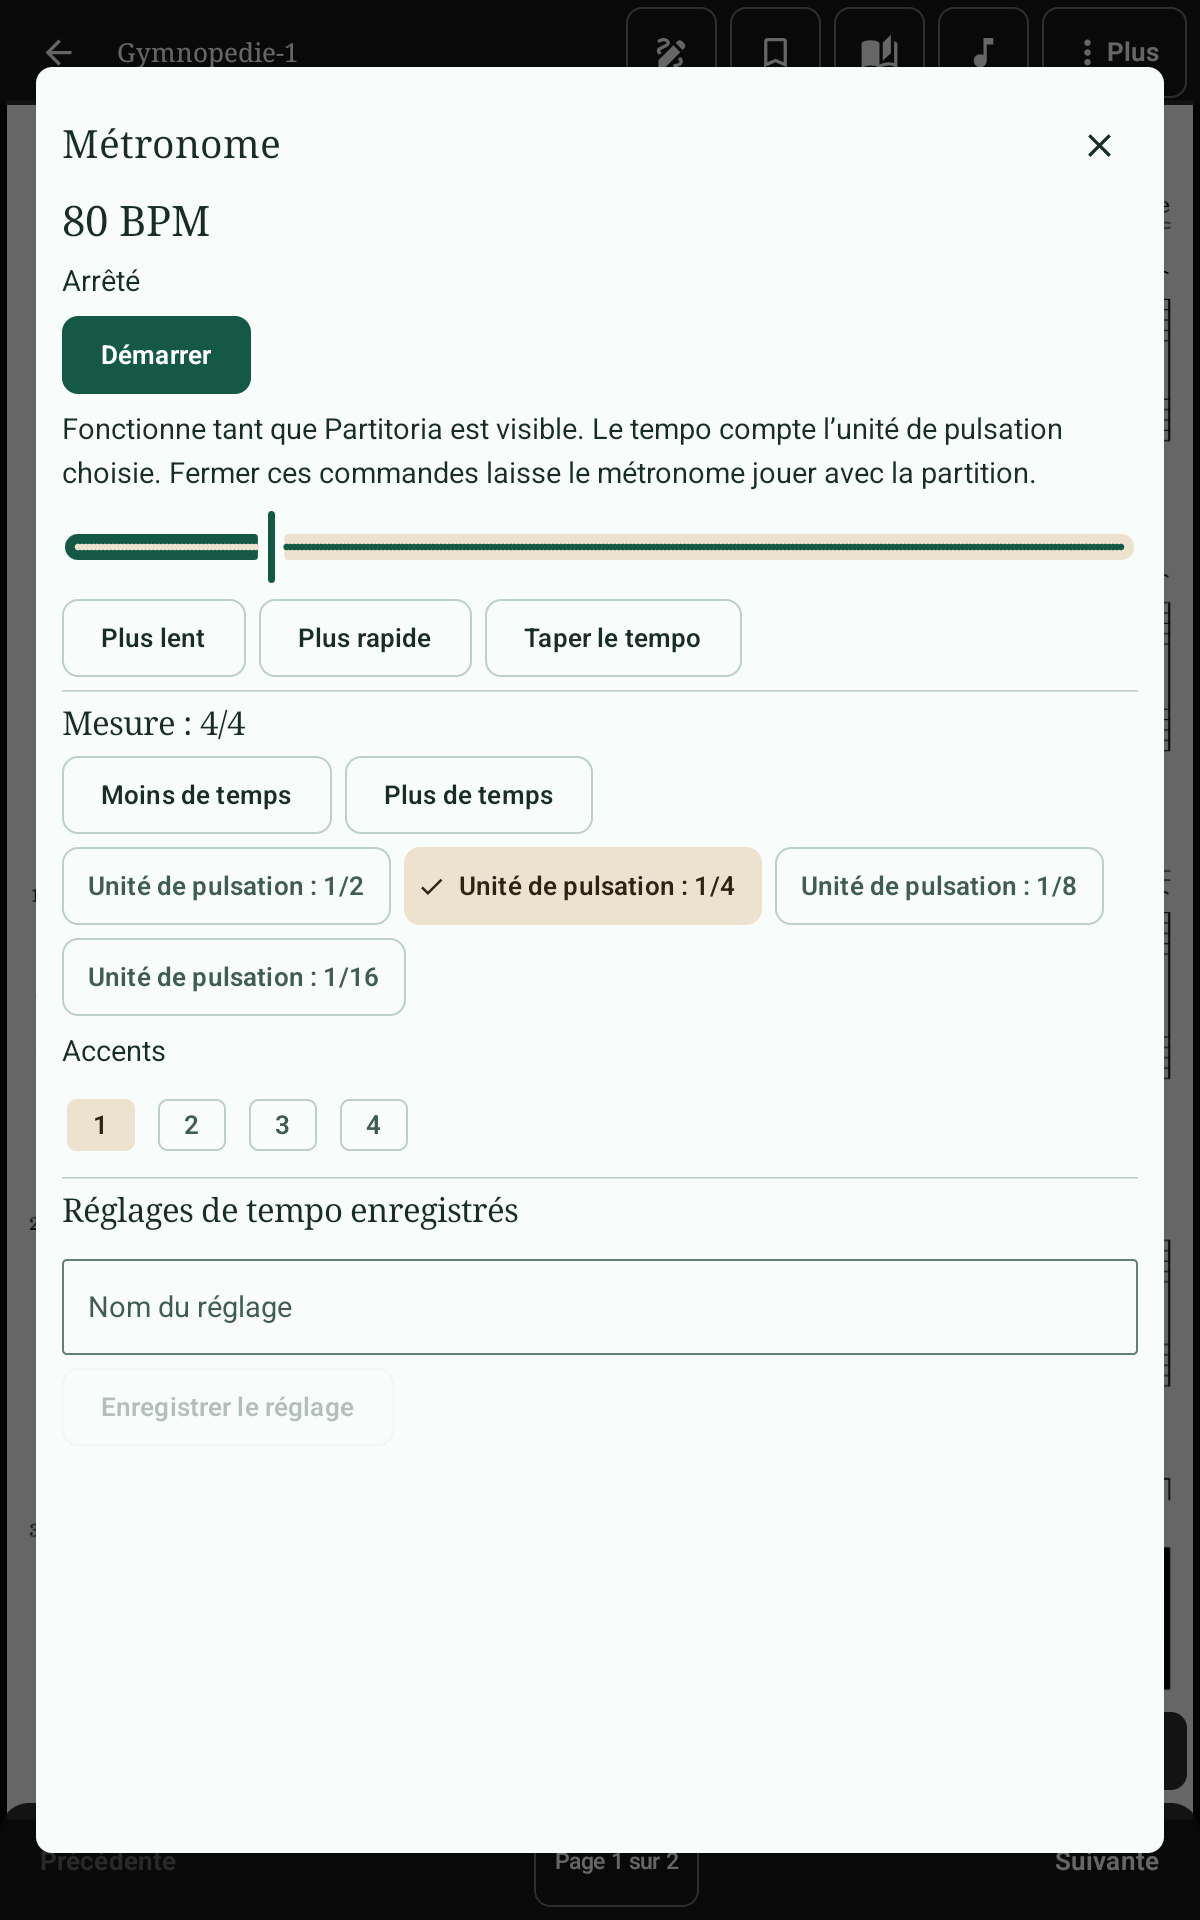 Gymnopedie-1
Plus
Métronome
80 BPM
Arrêté
Démarrer
Fonctionne tant que Partitoria est visible. Le tempo compte l’unité de pulsation
choisie. Fermer ces commandes laisse le métronome jouer avec la partition.
Plus lent
Plus rapide
Taper le tempo
Mesure : 4/4
Moins de temps
Plus de temps
Unité de pulsation : 1/2
Unité de pulsation : 1/4
Unité de pulsation : 1/8
Unité de pulsation : 1/16
Accents
1
2
3
4
Réglages de tempo enregistrés
Nom du réglage
Enregistrer le réglage
Précédente
Page 1 sur 2
Suivante